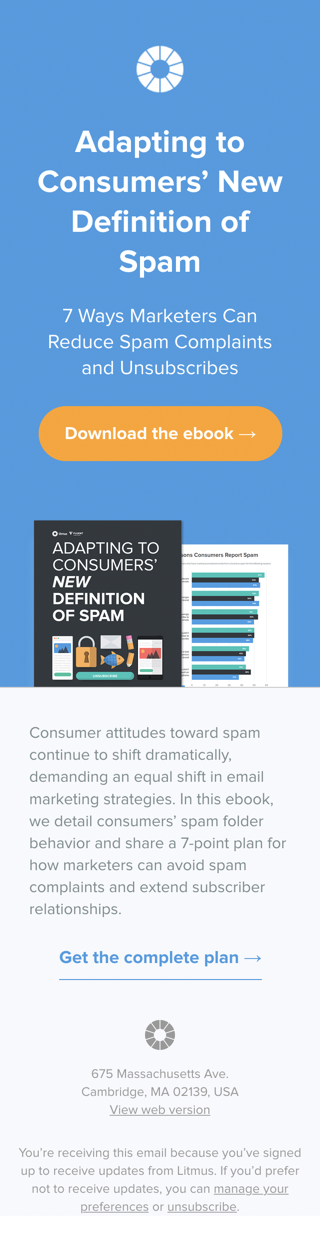 Adapting to
Consumers’ New
Definition of
Spam
7 Ways Marketers Can
Reduce Spam Complaints
and Unsubscribes
Download the ebook →
ADAPTING TO
CONSUMERS’
NEW
DEFINITION
OF SPAM
ons Consumers Report Spam
Consumer attitudes toward spam
continue to shift dramatically,
demanding an equal shift in email
marketing strategies. In this ebook,
we detail consumers’ spam folder
behavior and share a 7-point plan for
how marketers can avoid spam
complaints and extend subscriber
relationships.
Get the complete plan →
675 Massachusetts Ave.
Cambridge, MA 02139, USA
View web version
You’re receiving this email because you’ve signed
up to receive updates from Litmus. If you’d prefer
not to receive updates, you can manage your
preferences or unsubscribe.